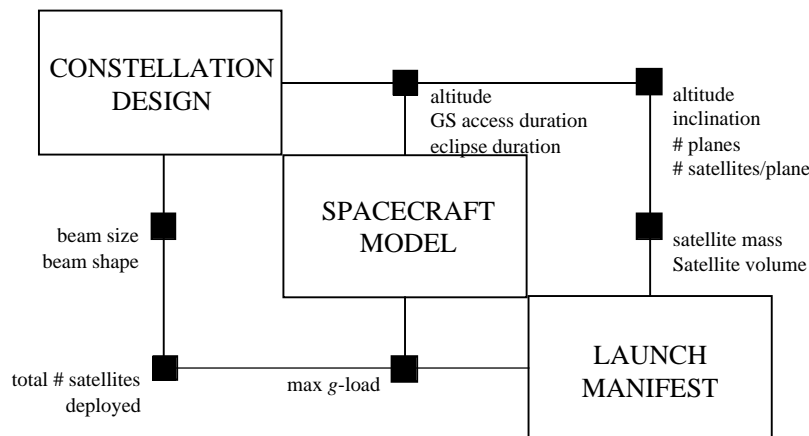 CONSTELLATION
DESIGN
altitude
GS access duration
eclipse duration
altitude
inclination
# planes
# satellites/plane
SPACECRAFT
MODEL
beam size
beam shape
satellite mass
Satellite volume
LAUNCH
MANIFEST
total # satellites
deployed
max g-load